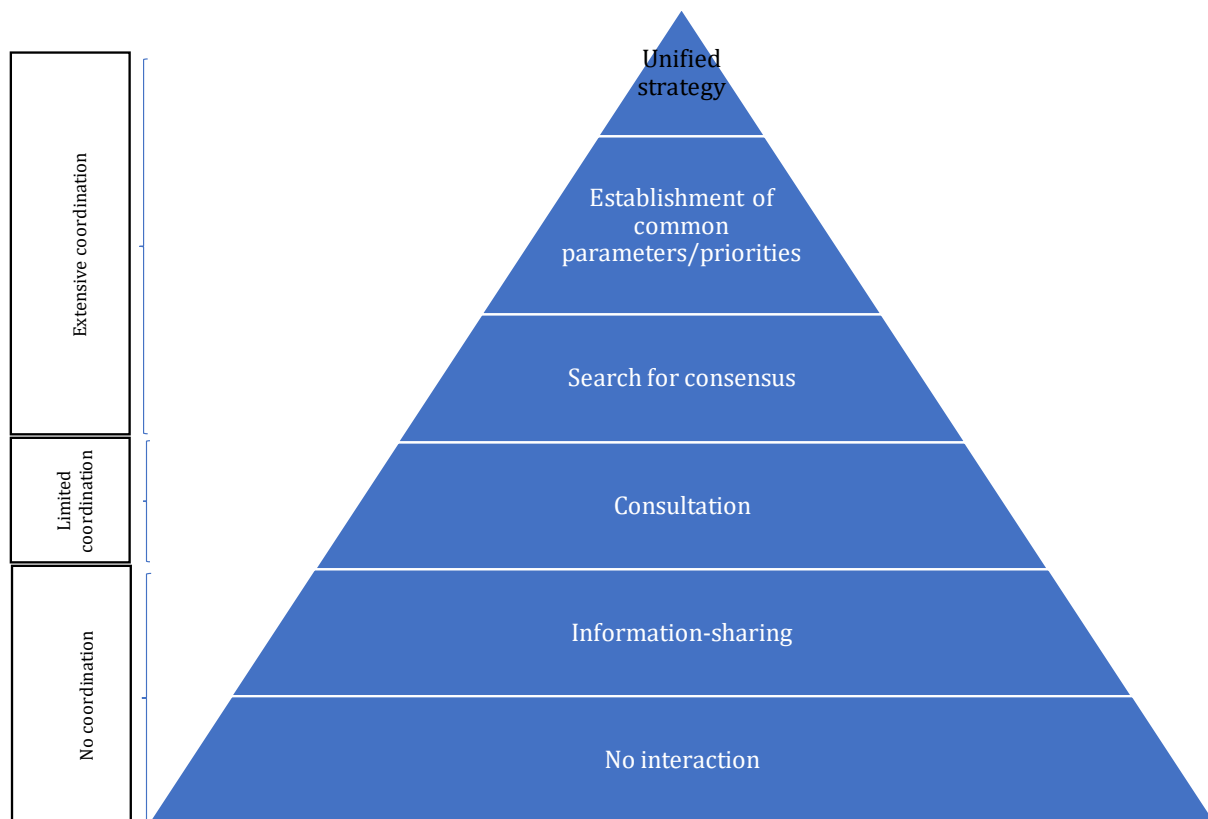 Unified
strategy
Extensive coordination
Establishment of
common
parameters/priorities
Search for consensus
Limited
coordination
Consultation
No coordination
Information-sharing
No interaction